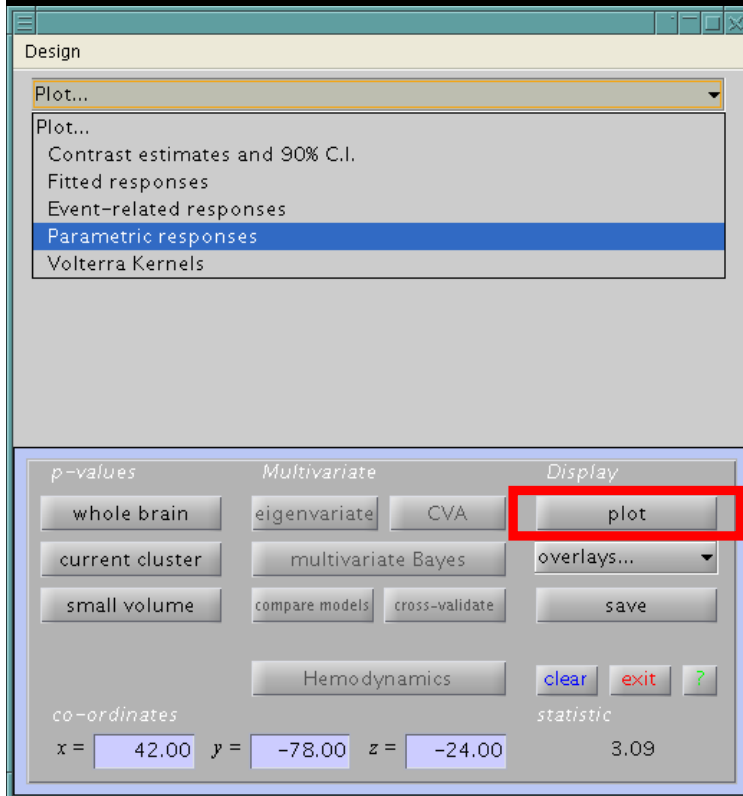 Design
Plot...
Plot...
Contrast estimates and 90% C.I.
Fitted responses
Event-related responses
Parametric responses
Volterra Kernels
p-values Multivariate Display
whole brain eigenvariate CVA plot
current cluster multivariate Bayes overlays...
small volume compare models cross-validate save
Hemodynamics clear exit ?
co-ordinates statistic
x = 42.00 y = -78.00 z = -24.00 3.09